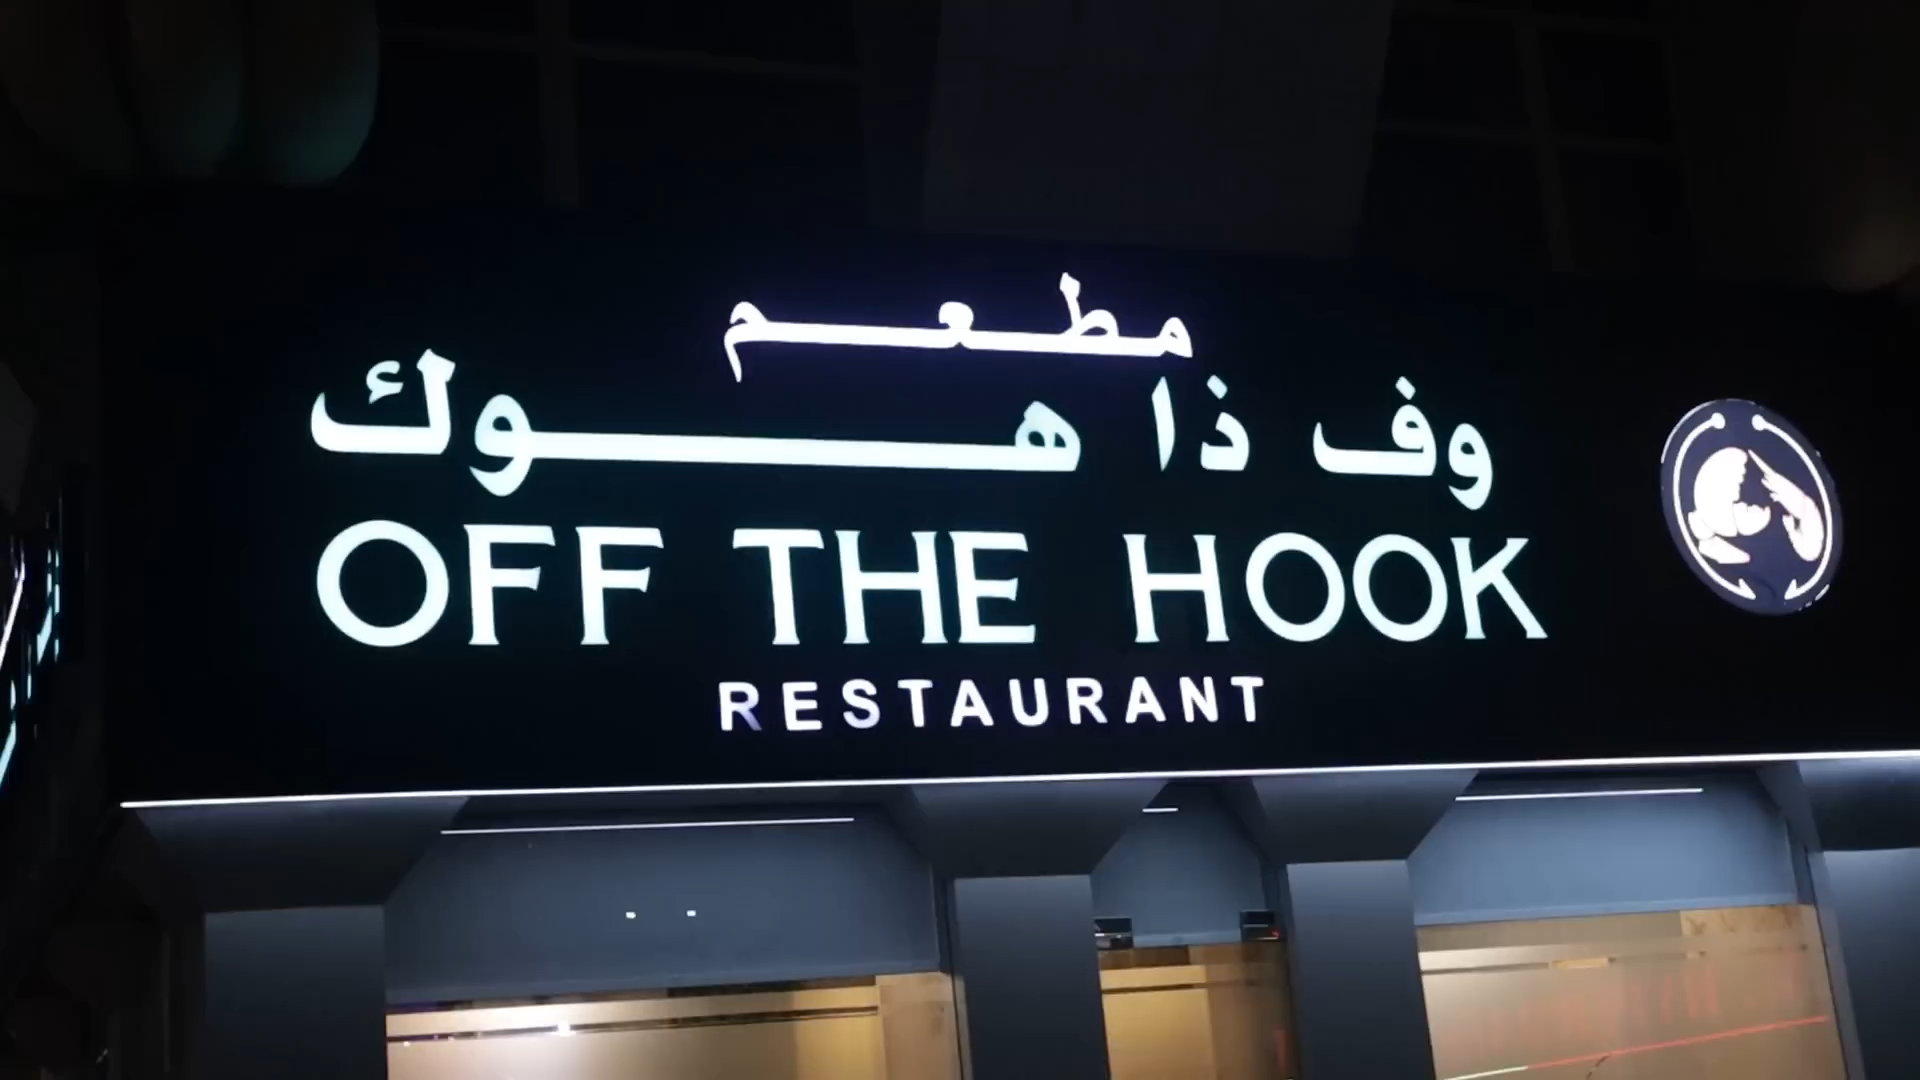 مطعم
وف ذا هوك
OFF THE HOOK
RESTAURANT